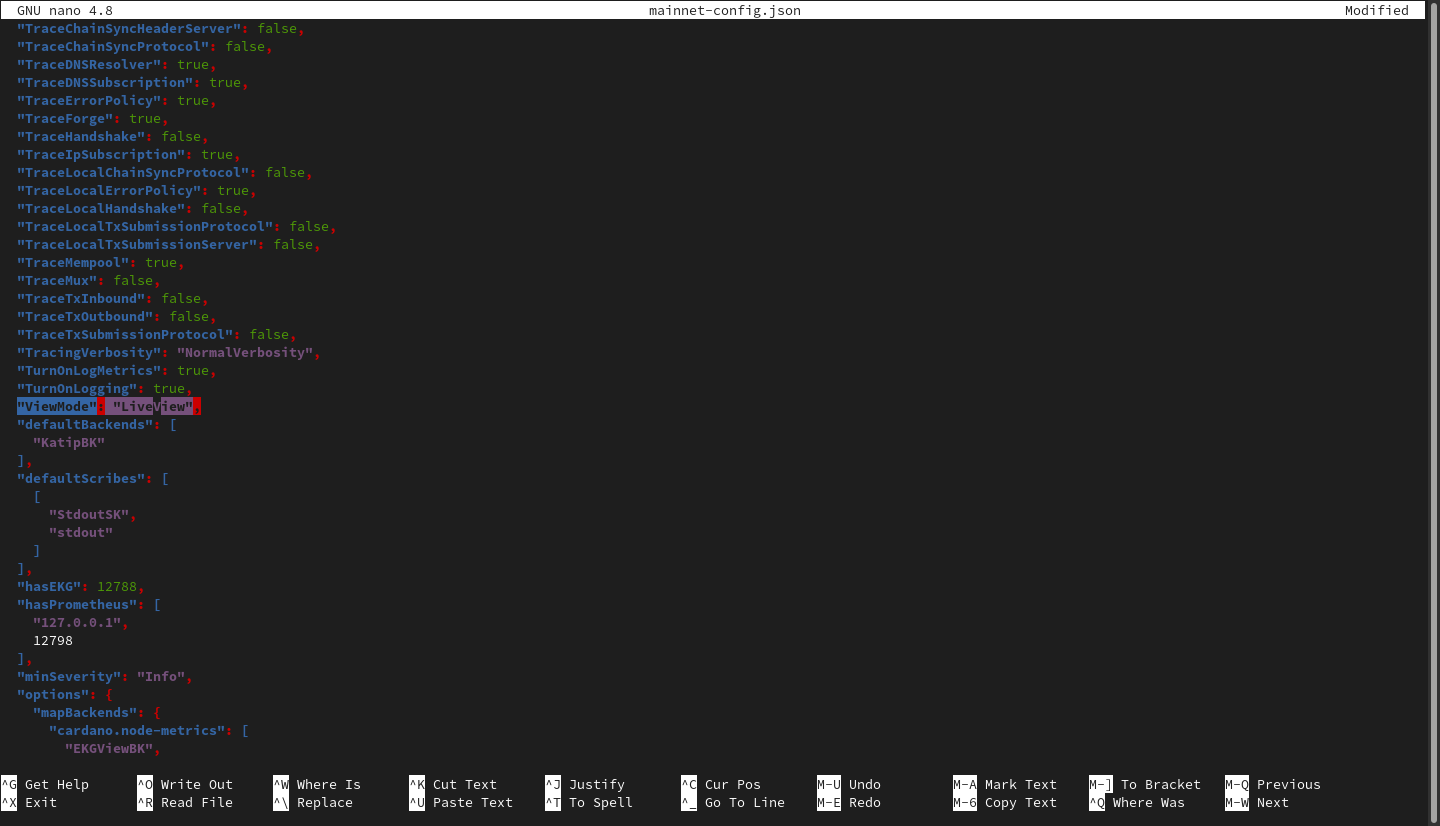 GNU nano 4.8 mainnet-config.json Modified
"TraceChainSyncHeaderServer": false,
"TraceChainSyncProtocol": false,
"TraceDNSResolver": true,
"TraceDNSSubscription": true,
"TraceErrorPolicy": true,
"TraceForge": true,
"TraceHandshake": false,
"TraceIpSubscription": true,
"TraceLocalChainSyncProtocol": false,
"TraceLocalErrorPolicy": true,
"TraceLocalHandshake": false,
"TraceLocalTxSubmissionProtocol": false,
"TraceLocalTxSubmissionServer": false,
"TraceMempool": true,
"TraceMux": false,
"TraceTxInbound": false,
"TraceTxOutbound": false,
"TraceTxSubmissionProtocol": false,
"TracingVerbosity": "NormalVerbosity",
"TurnOnLogMetrics": true,
"TurnOnLogging": true,
"ViewMode": "LiveView",
"defaultBackends": [
"KatipBK"
],
"defaultScribes": [
[
"StdoutSK",
"stdout"
]
],
"hasEKG": 12788,
"hasPrometheus": [
"127.0.0.1",
12798
],
"minSeverity": "Info",
"options": {
"mapBackends": {
"cardano.node-metrics": [
"EKGViewBK",
^G Get Help ^O Write Out ^W Where Is ^K Cut Text ^J Justify ^C Cur Pos M-U Undo M-A Mark Text M-] To Bracket M-Q Previous
^X Exit ^R Read File ^\ Replace ^U Paste Text ^T To Spell ^_ Go To Line M-E Redo M-6 Copy Text ^Q Where Was M-W Next